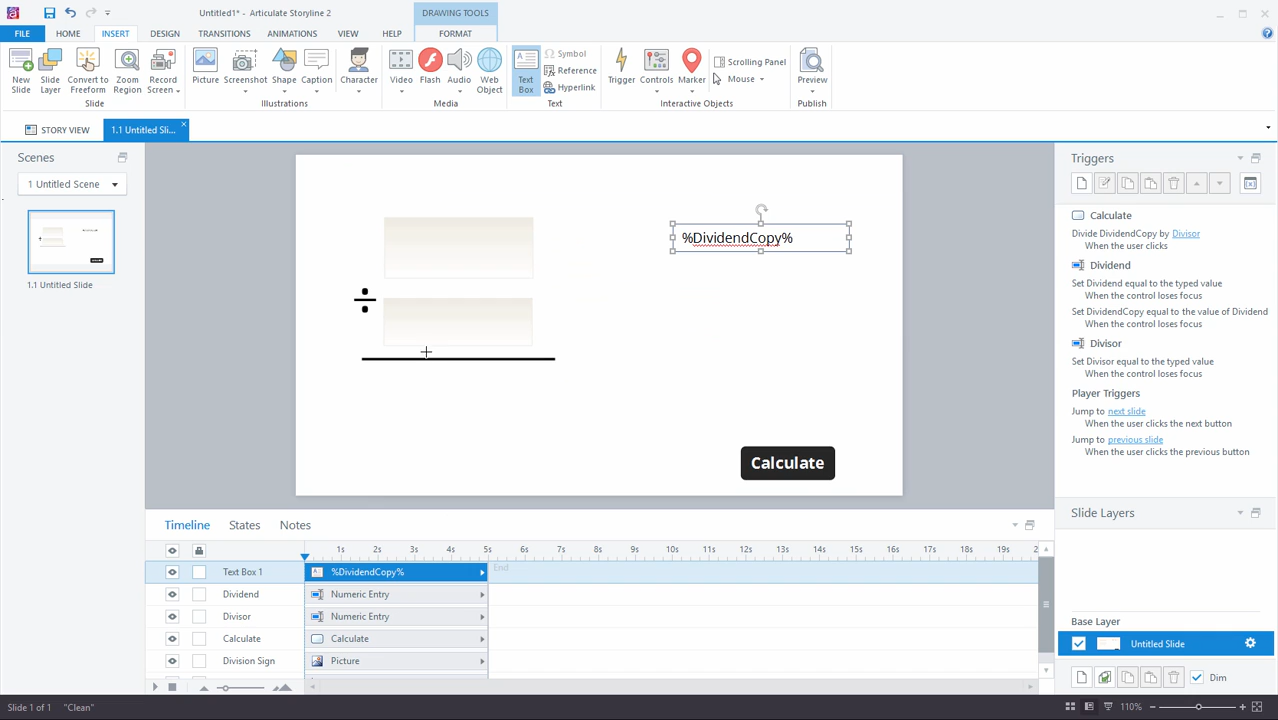 Untitled1* - Articulate Storyline 2
DRAWING TOOLS
FILE HOME INSERT DESIGN TRANSITIONS ANIMATIONS VIEW HELP FORMAT
New Slide
Slide Layers
Convert to Freeform
Zoom Region
Record Screen
Picture
Screenshot
Shape
Caption
Character
Video
Flash
Audio
Web Object
Text Box
Symbol
Reference
Hyperlink
Trigger
Controls
Marker
Scrolling Panel
Mouse
Preview
Slide Illustrations Media Text Interactive Objects Publish
STORY VIEW 1.1 Untitled Sli...
Scenes
1 Untitled Scene
1.1 Untitled Slide
÷
%DividendCopy%
Calculate
Triggers
Calculate
Divide DividendCopy by Divisor
When the user clicks
Dividend
Set Dividend equal to the typed value
When the control loses focus
Set DividendCopy equal to the value of Dividend
When the control loses focus
Divisor
Set Divisor equal to the typed value
When the control loses focus
Player Triggers
Jump to next slide
When the user clicks the next button
Jump to previous slide
When the user clicks the previous button
Slide Layers
Base Layer
Untitled Slide
Dim
Timeline States Notes
1s 2s 3s 4s 5s 6s 7s 8s 9s 10s 11s 12s 13s 14s 15s 16s 17s 18s 19s 2
Text Box 1 %DividendCopy% End
Dividend Numeric Entry
Divisor Numeric Entry
Calculate Calculate
Division Sign Picture
Slide 1 of 1 "Clean" 110%